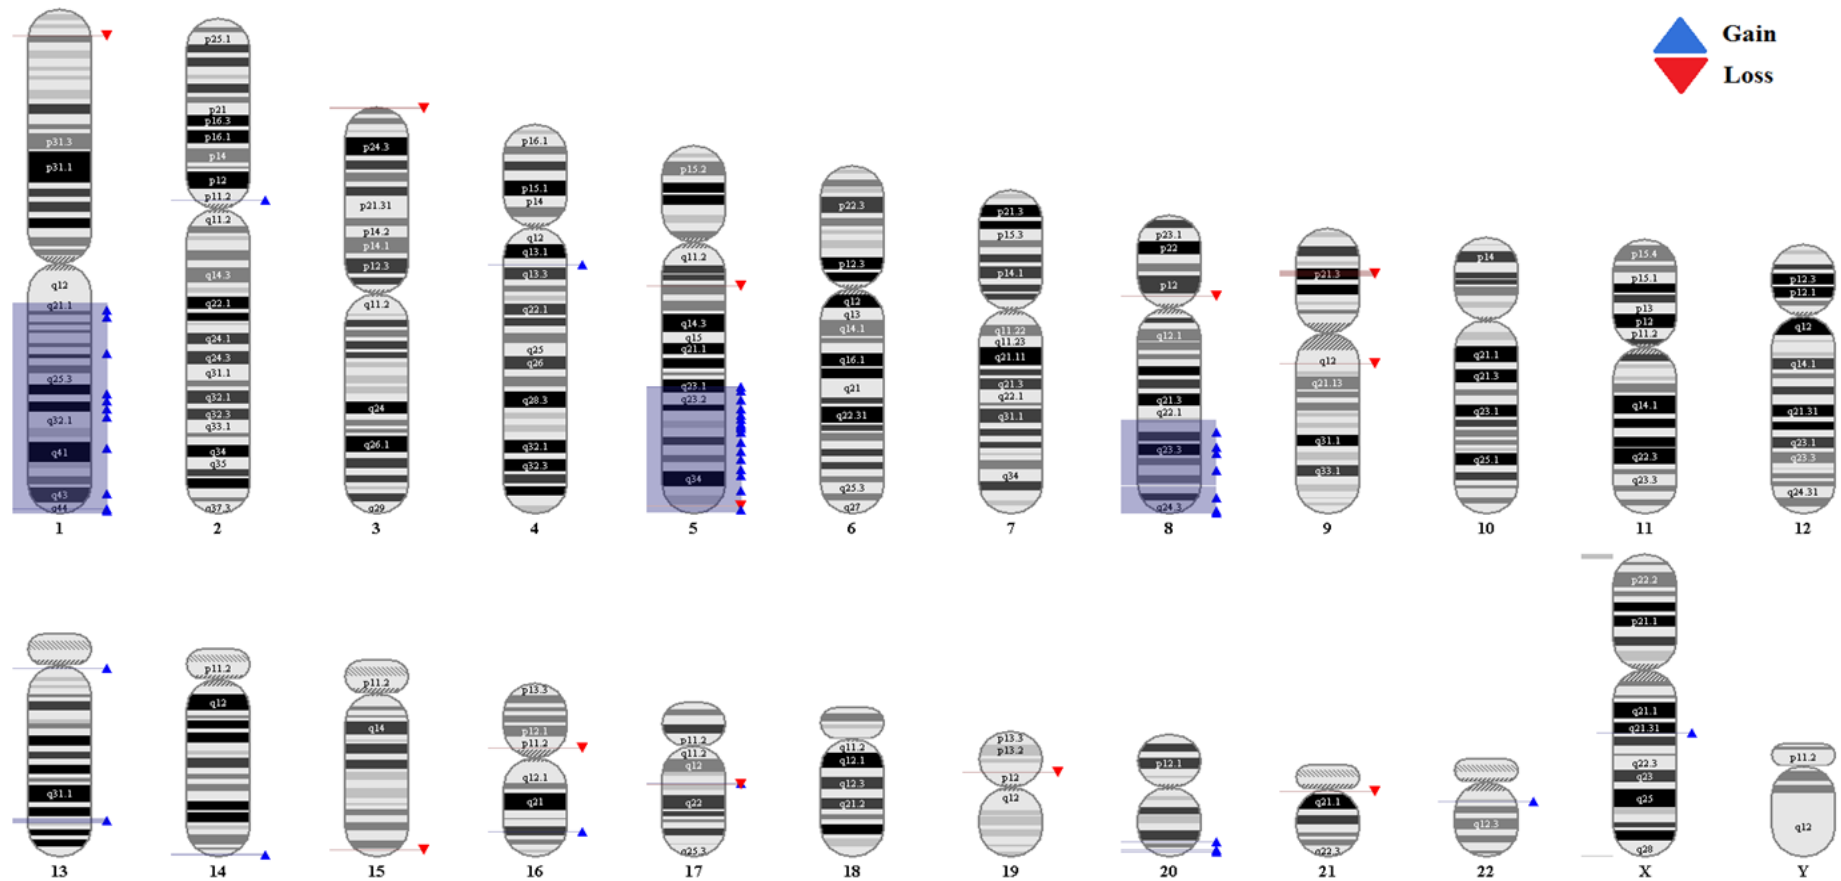 Gain
Loss
p31.3
p31.1
q12
q21.1
q25.3
q32.1
q41
q43
q44
1
p25.1
p21
p16.3
p16.1
p14
p12
p11.2
q11.2
q14.3
q22.1
q24.1
q24.3
q31.1
q32.1
q32.3
q33.1
q34
q35
q37.3
2
p24.3
p21.31
p14.2
p14.1
p12.3
q11.2
q24
q26.1
q29
3
p16.1
p15.1
p14
q12
q13.1
q13.3
q22.1
q25
q26
q28.3
q32.1
q32.3
4
p15.2
q11.2
q14.3
q15
q21.1
q23.1
q23.2
q34
5
p22.3
p12.3
q12
q13
q14.1
q16.1
q21
q22.31
q25.3
q27
6
p21.3
p15.3
p14.1
q11.22
q11.23
q21.11
q21.3
q22.1
q31.1
q34
7
p23.1
p22
p12
q12.1
q21.3
q22.1
q23.3
q24.3
8
p21.3
q12
q21.13
q31.1
q33.1
9
p14
q21.1
q21.3
q23.1
q25.1
10
p15.4
p15.1
p13
p12
p11.2
q14.1
q22.3
q23.3
11
p12.3
p12.1
q12
q14.1
q21.31
q23.1
q23.3
q24.31
12
q31.1
13
p11.2
q12
14
p11.2
q14
15
p13.3
p12.1
p11.2
q12.1
q21
16
p11.2
q11.2
q12
q22
q25.3
17
q11.2
q12.1
q12.3
q21.2
18
p13.3
p13.2
p12
q12
19
p12.1
20
q21.1
q22.3
21
q12.3
22
p22.2
p21.1
q21.1
q21.31
q22.3
q23
q25
q28
X
p11.2
q12
Y